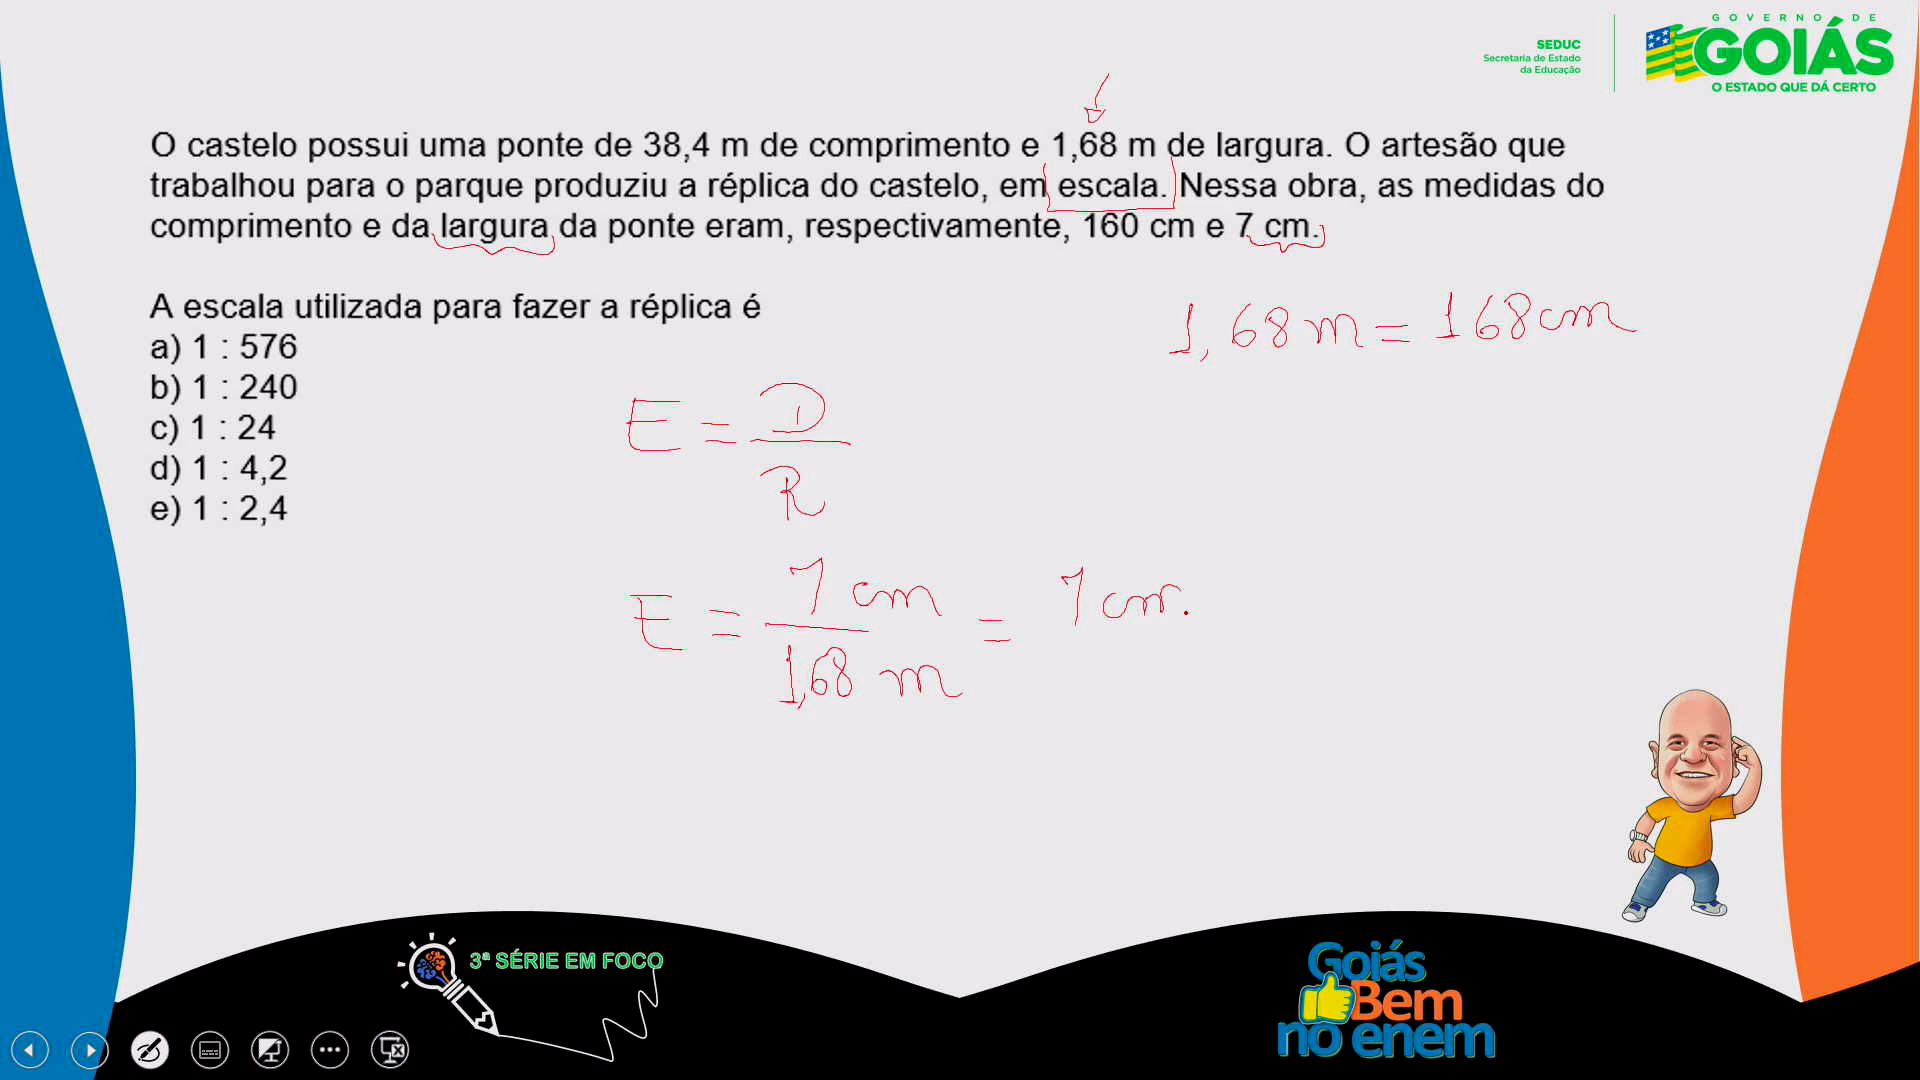 GOVERNO DE
GOIÁS
O ESTADO QUE DÁ CERTO
SEDUC
Secretaria de Estado
da Educação
O castelo possui uma ponte de 38,4 m de comprimento e 1,68 m de largura. O artesão que
trabalhou para o parque produziu a réplica do castelo, em escala. Nessa obra, as medidas do
comprimento e da largura da ponte eram, respectivamente, 160 cm e 7 cm.
A escala utilizada para fazer a réplica é
a) 1 : 576
b) 1 : 240
c) 1 : 24
d) 1 : 4,2
e) 1 : 2,4
1,68 m = 168 cm
E = D
R
E = 7 cm = 7 cm.
1,68 m
3ª SÉRIE EM FOCO
Goiás
Bem
no enem